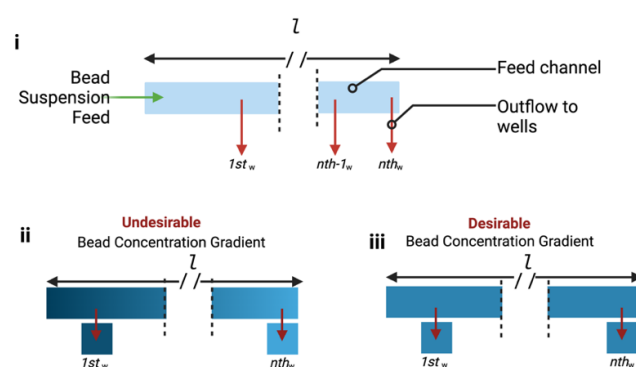 i
l
Bead
Suspension
Feed
Feed channel
Outflow to
wells
1st w
nth-1w
nthw
ii
Undesirable
Bead Concentration Gradient
l
1st w
nthw
iii
Desirable
Bead Concentration Gradient
l
1st w
nthw